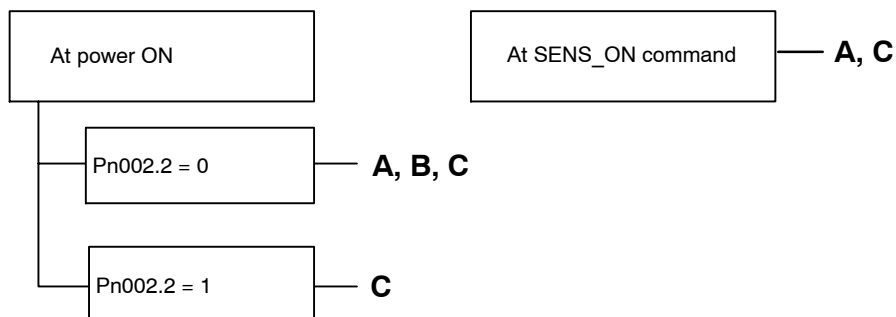 At power ON
At SENS_ON command
A, C
Pn002.2 = 0
A, B, C
Pn002.2 = 1
C